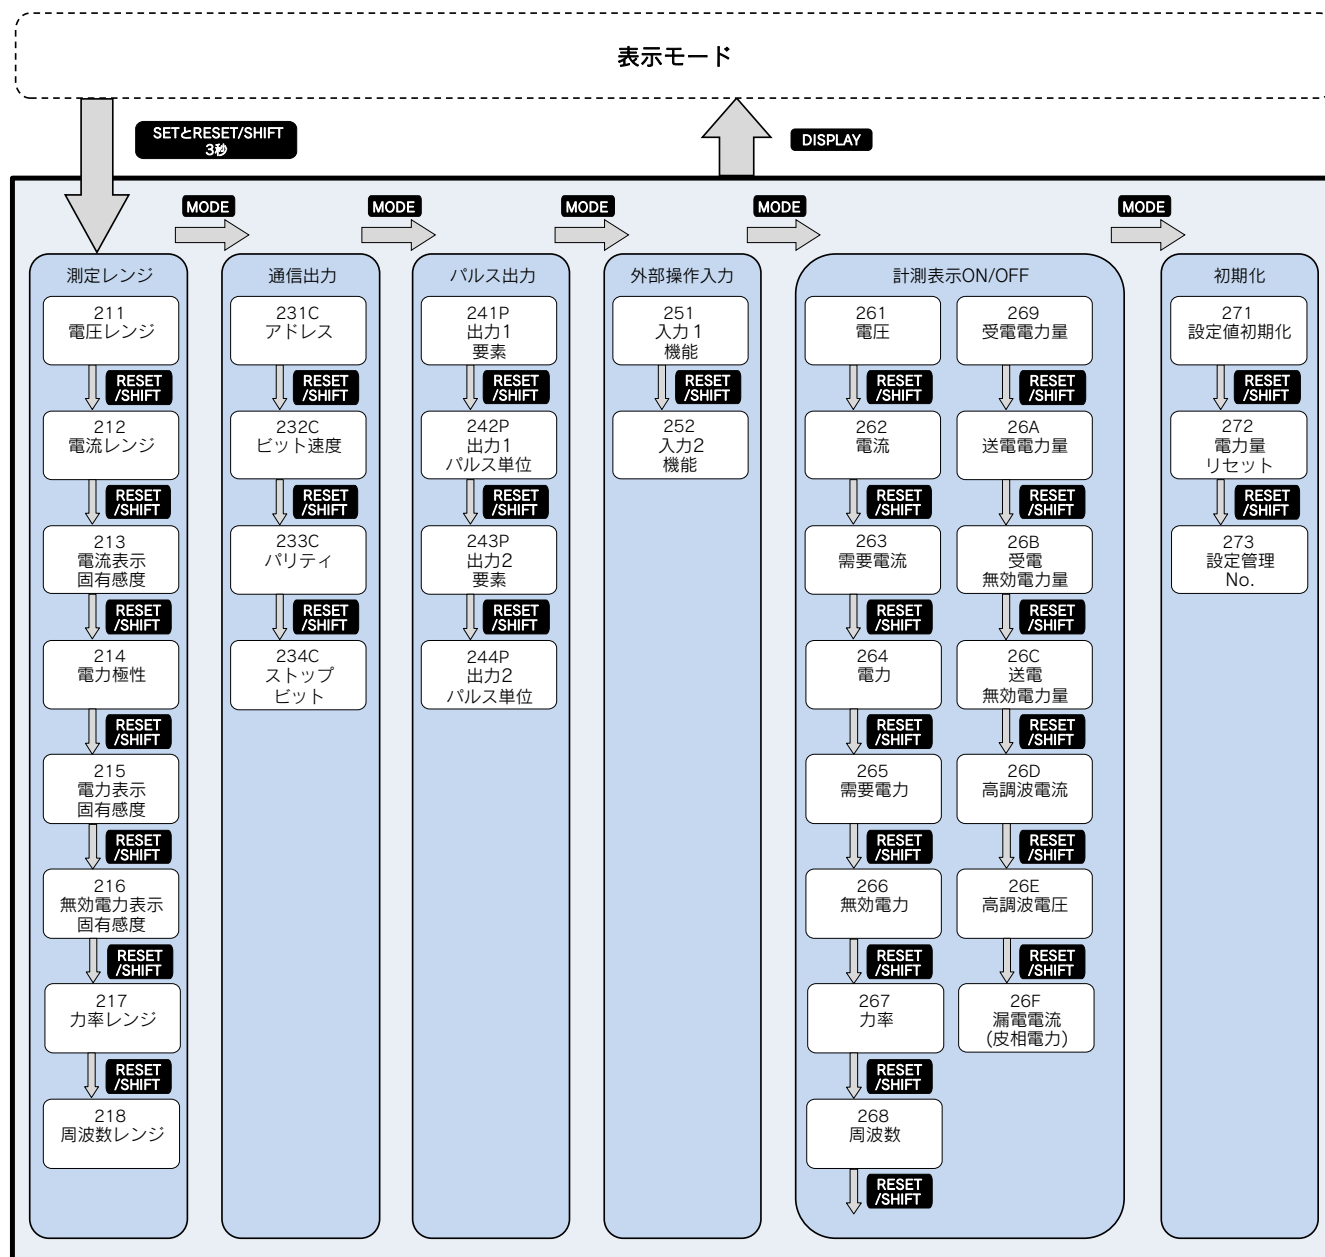 表示モード
SETとRESET/SHIFT
3秒
DISPLAY
MODE
MODE
MODE
MODE
MODE
測定レンジ
211
電圧レンジ
RESET
/SHIFT
212
電流レンジ
RESET
/SHIFT
213
電流表示
固有感度
RESET
/SHIFT
214
電力極性
RESET
/SHIFT
215
電力表示
固有感度
RESET
/SHIFT
216
無効電力表示
固有感度
RESET
/SHIFT
217
力率レンジ
RESET
/SHIFT
218
周波数レンジ
通信出力
231C
アドレス
RESET
/SHIFT
232C
ビット速度
RESET
/SHIFT
233C
パリティ
RESET
/SHIFT
234C
ストップ
ビット
パルス出力
241P
出力1
要素
RESET
/SHIFT
242P
出力1
パルス単位
RESET
/SHIFT
243P
出力2
要素
RESET
/SHIFT
244P
出力2
パルス単位
外部操作入力
251
入力1
機能
RESET
/SHIFT
252
入力2
機能
計測表示ON/OFF
261
電圧
RESET
/SHIFT
262
電流
RESET
/SHIFT
263
需要電流
RESET
/SHIFT
264
電力
RESET
/SHIFT
265
需要電力
RESET
/SHIFT
266
無効電力
RESET
/SHIFT
267
力率
RESET
/SHIFT
268
周波数
RESET
/SHIFT
269
受電電力量
RESET
/SHIFT
26A
送電電力量
RESET
/SHIFT
26B
受電
無効電力量
RESET
/SHIFT
26C
送電
無効電力量
RESET
/SHIFT
26D
高調波電流
RESET
/SHIFT
26E
高調波電圧
RESET
/SHIFT
26F
漏電電流
(皮相電力)
初期化
271
設定値初期化
RESET
/SHIFT
272
電力量
リセット
RESET
/SHIFT
273
設定管理
No.